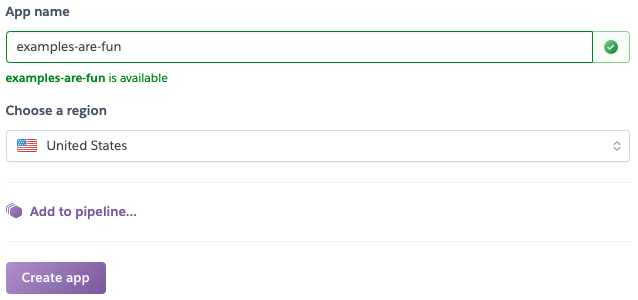 App name
examples-are-fun
examples-are-fun is available
Choose a region
United States
Add to pipeline...
Create app